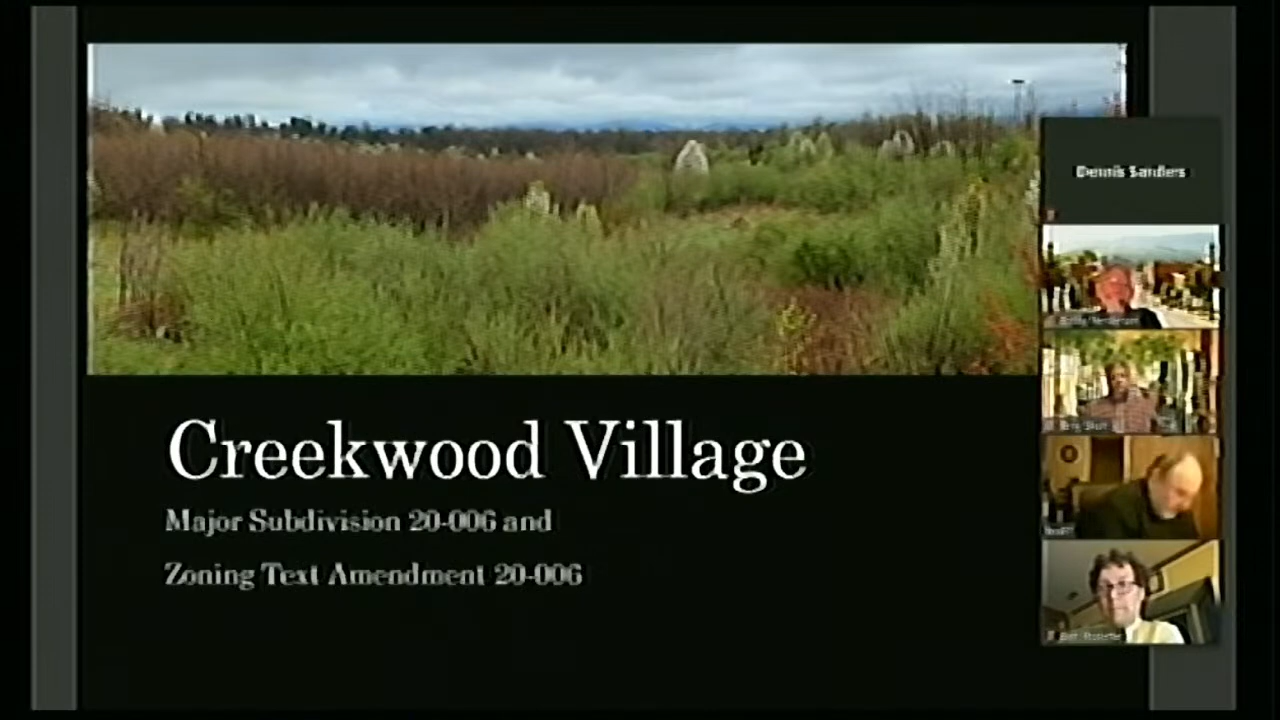 Creekwood Village
Major Subdivision 20-006 and
Zoning Text Amendment 20-006
Dennis Sanders